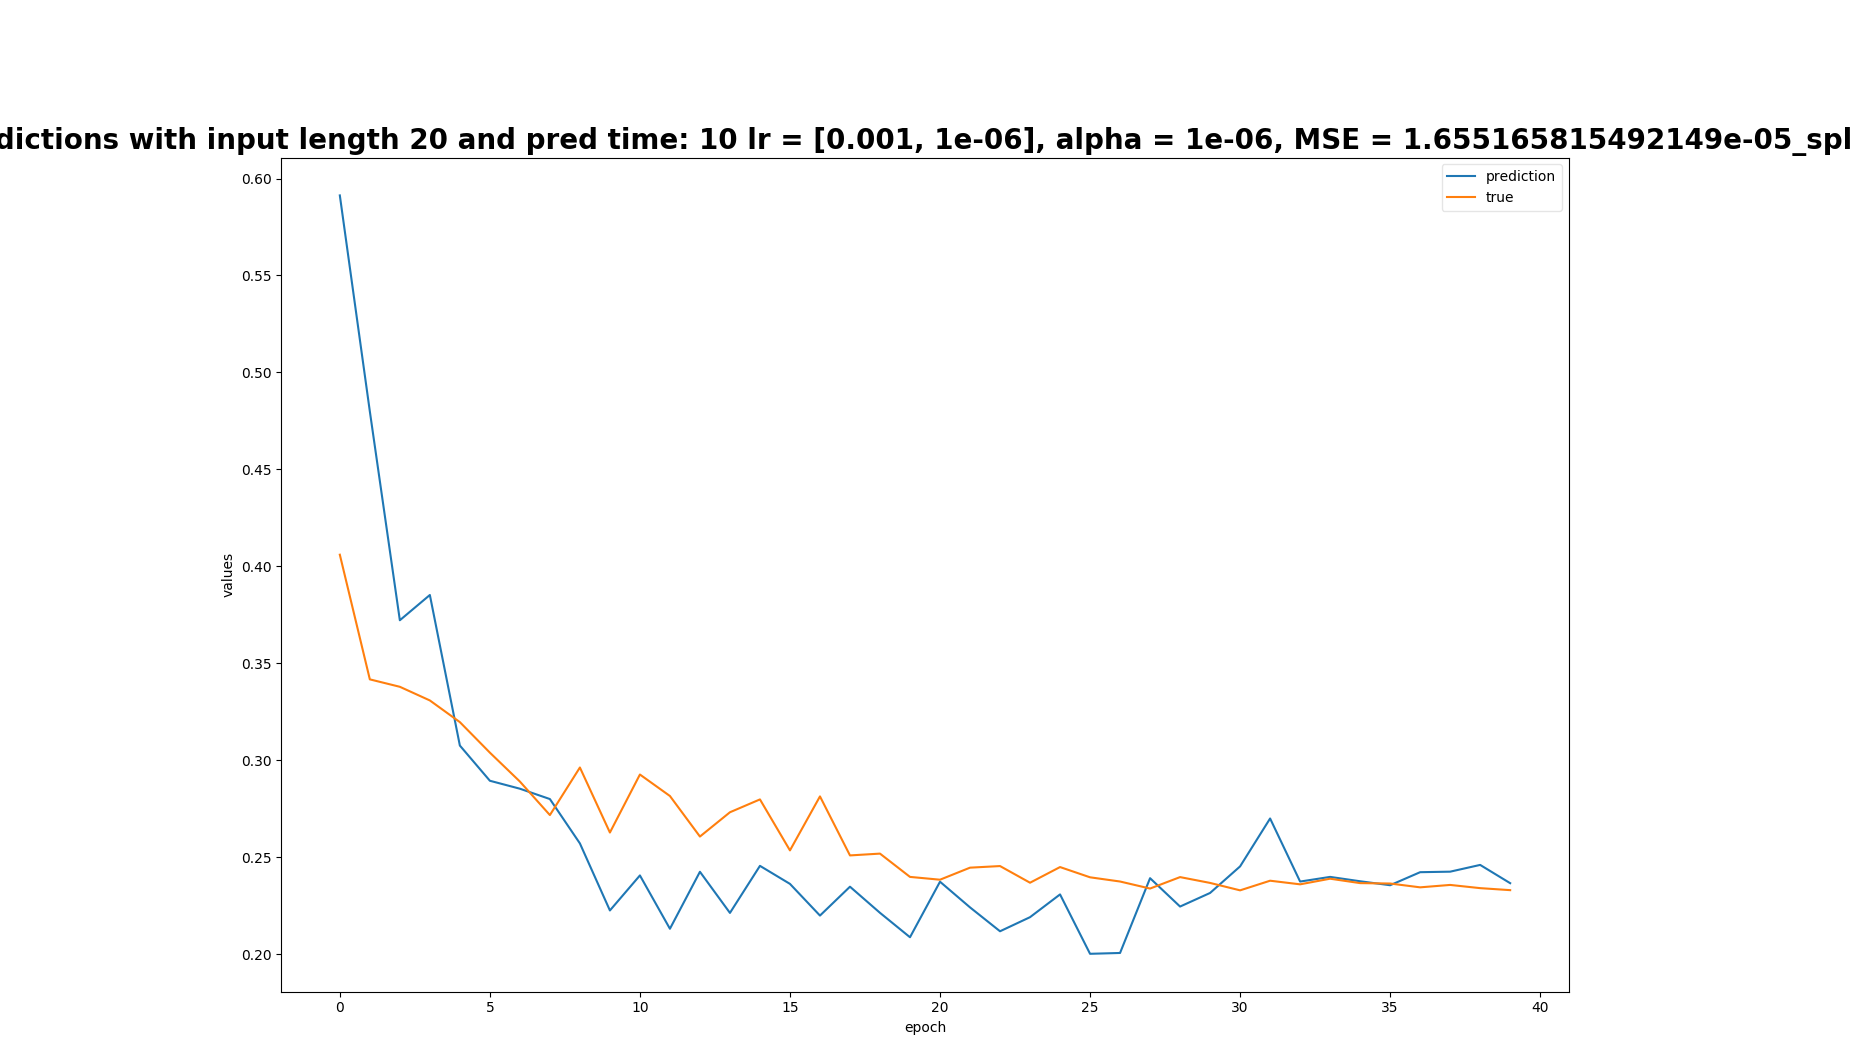 dictions with input length 20 and pred time: 10 lr = [0.001, 1e-06], alpha = 1e-06, MSE = 1.655165815492149e-05_spl
prediction
true
0.60
0.55
0.50
0.45
0.40
0.35
0.30
0.25
0.20
values
0 5 10 15 20 25 30 35 40
epoch